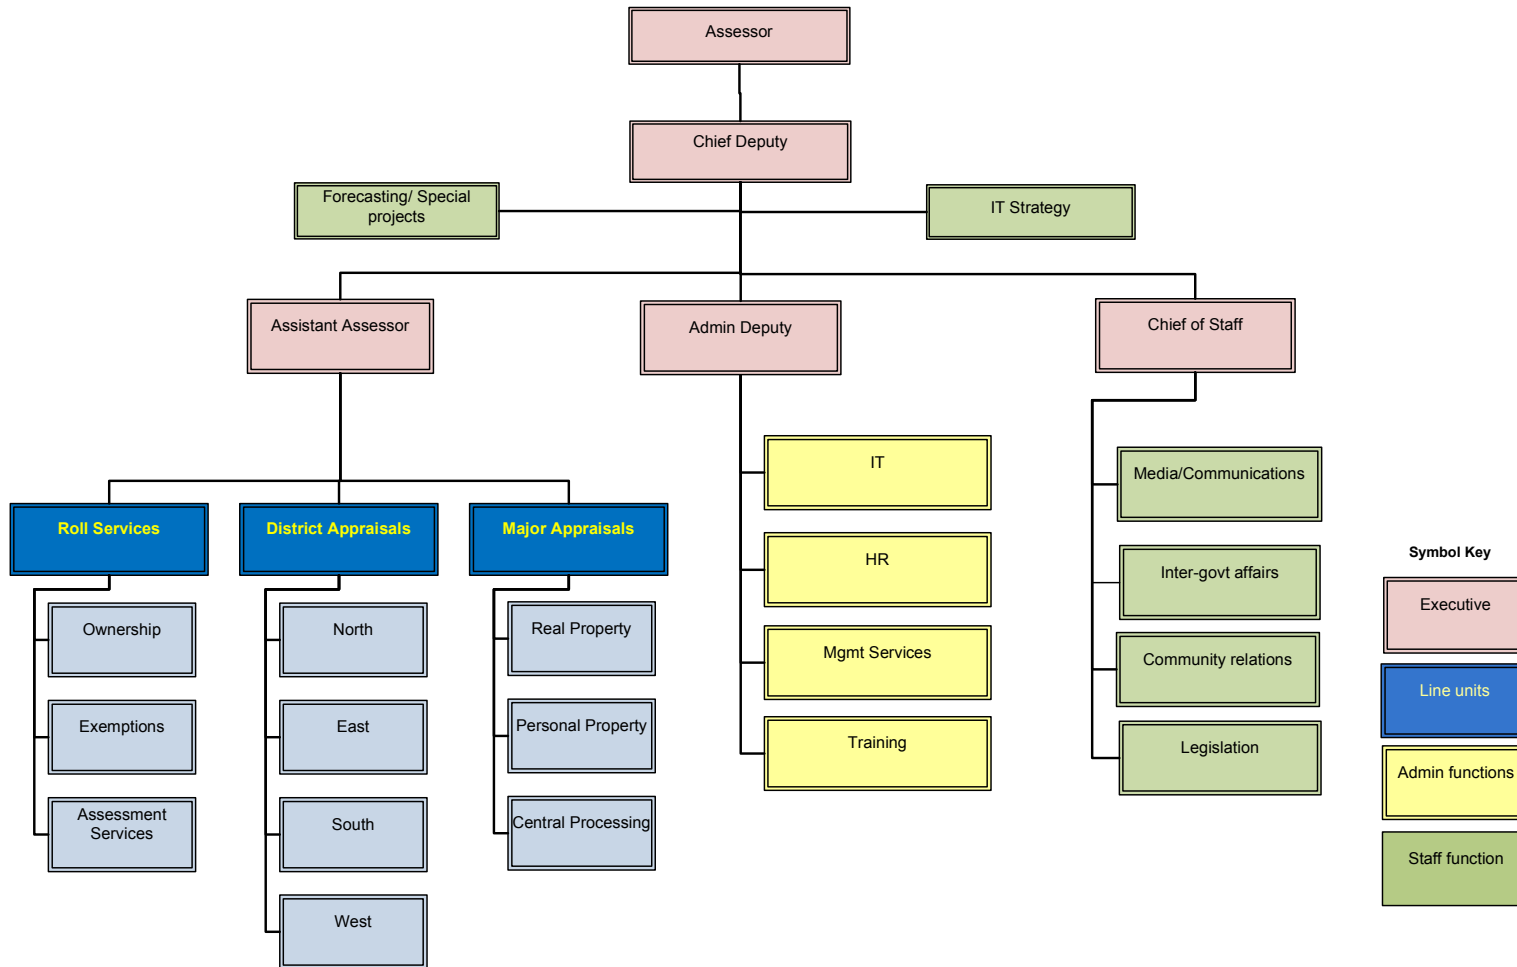 Assessor
Chief Deputy
Forecasting/ Special
projects
IT Strategy
Assistant Assessor
Admin Deputy
Chief of Staff
Roll Services
District Appraisals
Major Appraisals
Ownership
Exemptions
Assessment
Services
North
East
South
West
Real Property
Personal Property
Central Processing
IT
HR
Mgmt Services
Training
Media/Communications
Inter-govt affairs
Community relations
Legislation
Symbol Key
Executive
Line units
Admin functions
Staff function